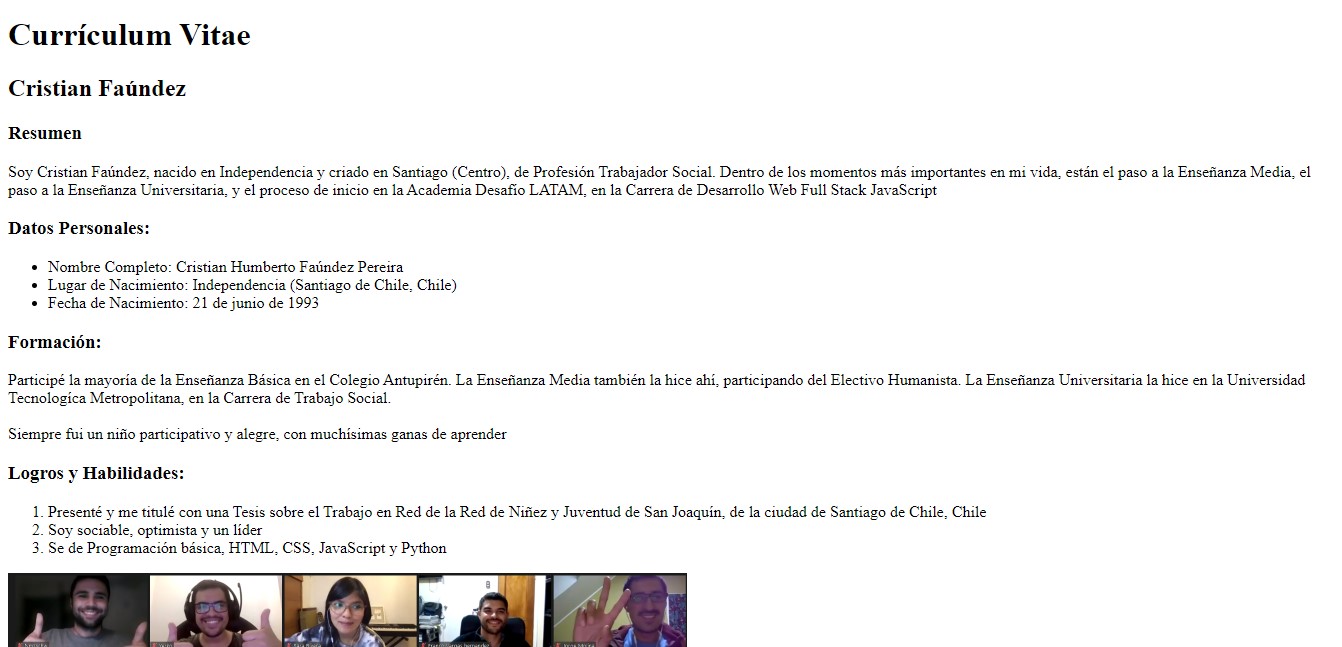 Currículum Vitae
Cristian Faúndez
Resumen
Soy Cristian Faúndez, nacido en Independencia y criado en Santiago (Centro), de Profesión Trabajador Social. Dentro de los momentos más importantes en mi vida, están el paso a la Enseñanza Media, el
paso a la Enseñanza Universitaria, y el proceso de inicio en la Academia Desafío LATAM, en la Carrera de Desarrollo Web Full Stack JavaScript
Datos Personales:
• Nombre Completo: Cristian Humberto Faúndez Pereira
• Lugar de Nacimiento: Independencia (Santiago de Chile, Chile)
• Fecha de Nacimiento: 21 de junio de 1993
Formación:
Participé la mayoría de la Enseñanza Básica en el Colegio Antupirén. La Enseñanza Media también la hice ahí, participando del Electivo Humanista. La Enseñanza Universitaria la hice en la Universidad
Tecnologíca Metropolitana, en la Carrera de Trabajo Social.
Siempre fui un niño participativo y alegre, con muchísimas ganas de aprender
Logros y Habilidades:
1. Presenté y me titulé con una Tesis sobre el Trabajo en Red de la Red de Niñez y Juventud de San Joaquín, de la ciudad de Santiago de Chile, Chile
2. Soy sociable, optimista y un líder
3. Se de Programación básica, HTML, CSS, JavaScript y Python